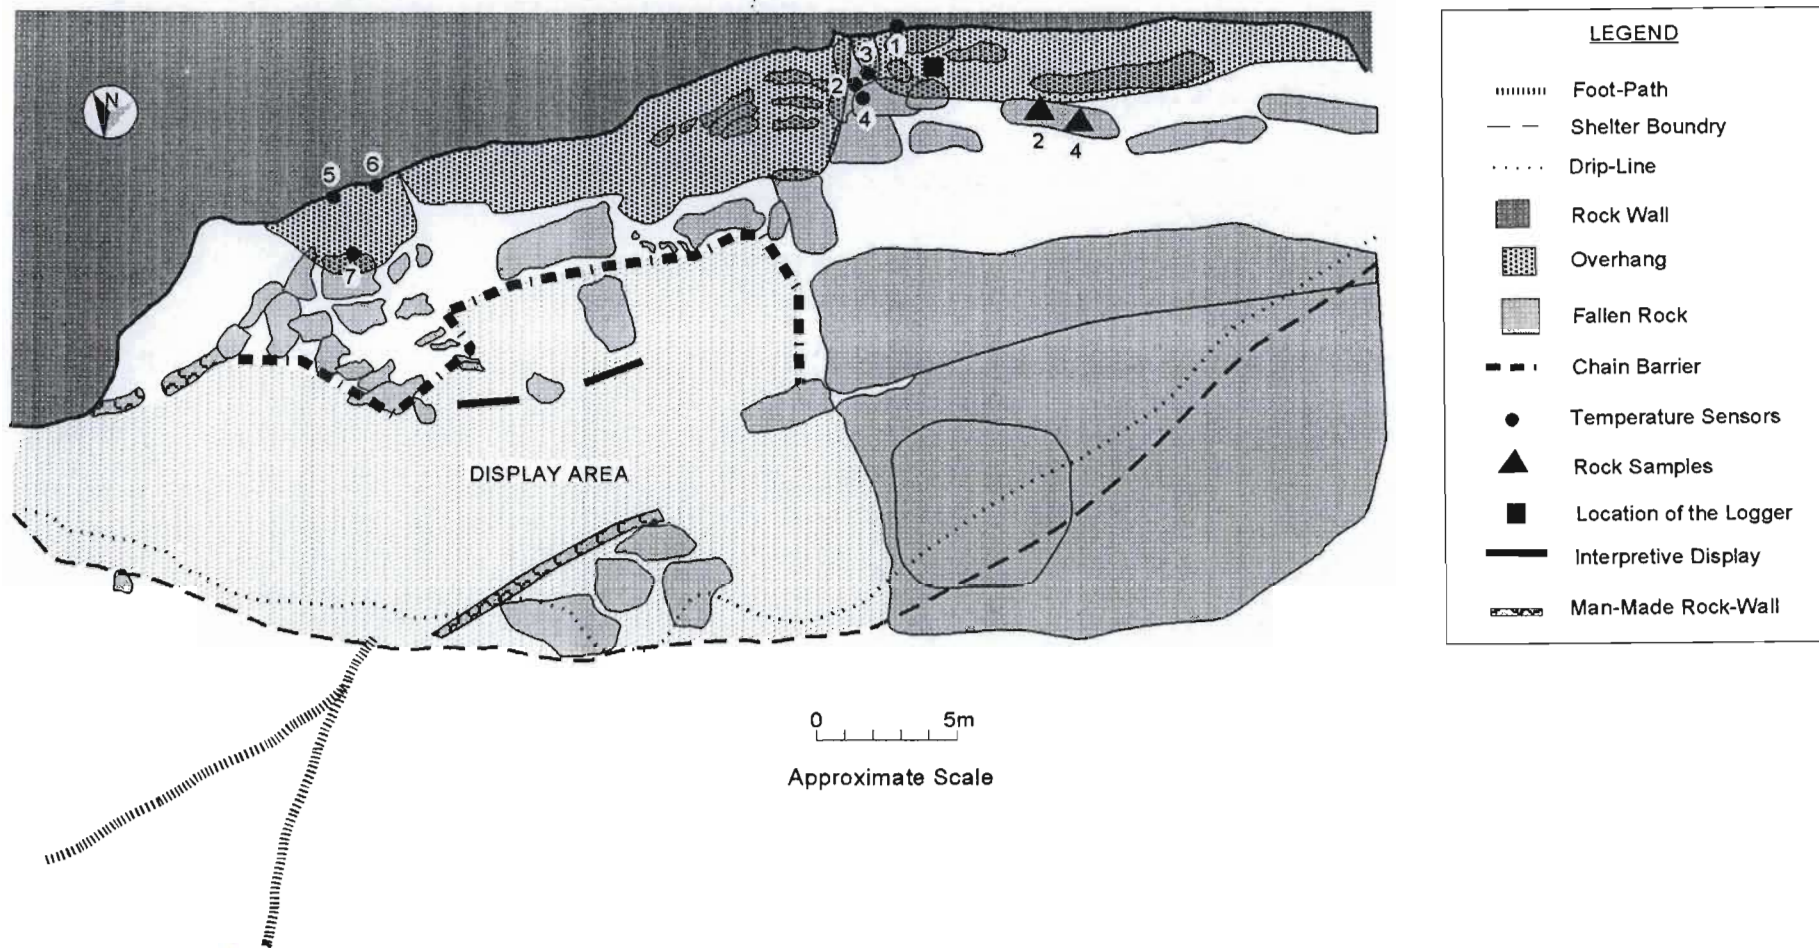 N
1
3
2
4
2
4
5
6
7
DISPLAY AREA
0 5m
Approximate Scale
LEGEND
Foot-Path
Shelter Boundry
Drip-Line
Rock Wall
Overhang
Fallen Rock
Chain Barrier
Temperature Sensors
Rock Samples
Location of the Logger
Interpretive Display
Man-Made Rock-Wall